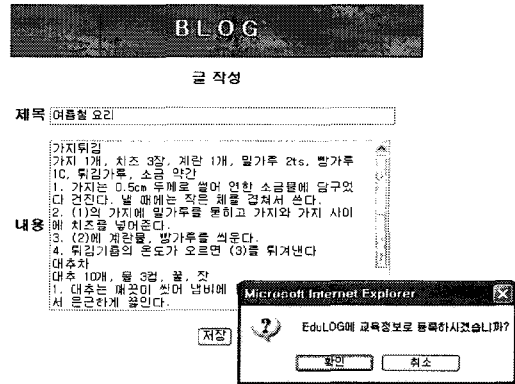 BLOG
글 작성
제목 여름철 요리
가지튀김
가지 1개, 치즈 3장, 계란 1개, 밀가루 2ts, 빵가루
1C, 튀김가루, 소금 약간
1. 가지는 0.5cm 두께로 썰어 연한 소금물에 담구었
다 건진다. 낼 때에는 작은 체를 겹쳐서 쓴다.
2. (1)의 가지에 밀가루를 묻히고 가지와 가지 사이
내용 에 치즈를 넣어준다.
3. (2)에 계란물, 빵가루를 씌운다.
4. 튀김기름의 온도가 오르면 (3)를 튀겨낸다
대추차
대추 10개, 물 3컵, 꿀, 잣
1. 대추는 깨끗이 씻어 냄비에
서 은근하게 끓인다.
저장
Microsoft Internet Explorer
EduLOG에 교육정보로 등록하시겠습니까?
확인 취소